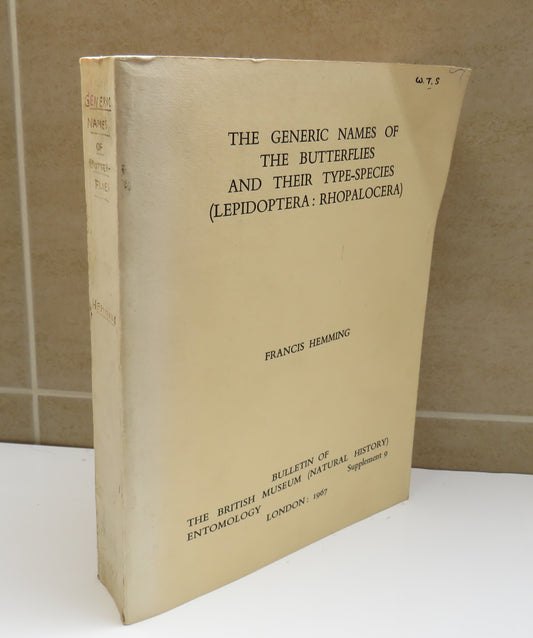 W.T.S
THE GENERIC NAMES OF
THE BUTTERFLIES
AND THEIR TYPE-SPECIES
(LEPIDOPTERA: RHOPALOCERA)
FRANCIS HEMMING
BULLETIN OF
THE BRITISH MUSEUM (NATURAL HISTORY)
ENTOMOLOGY Supplement 9
LONDON: 1967
GENERIC
NAMES
OF
BUTTER-
FLIES
HEMMING